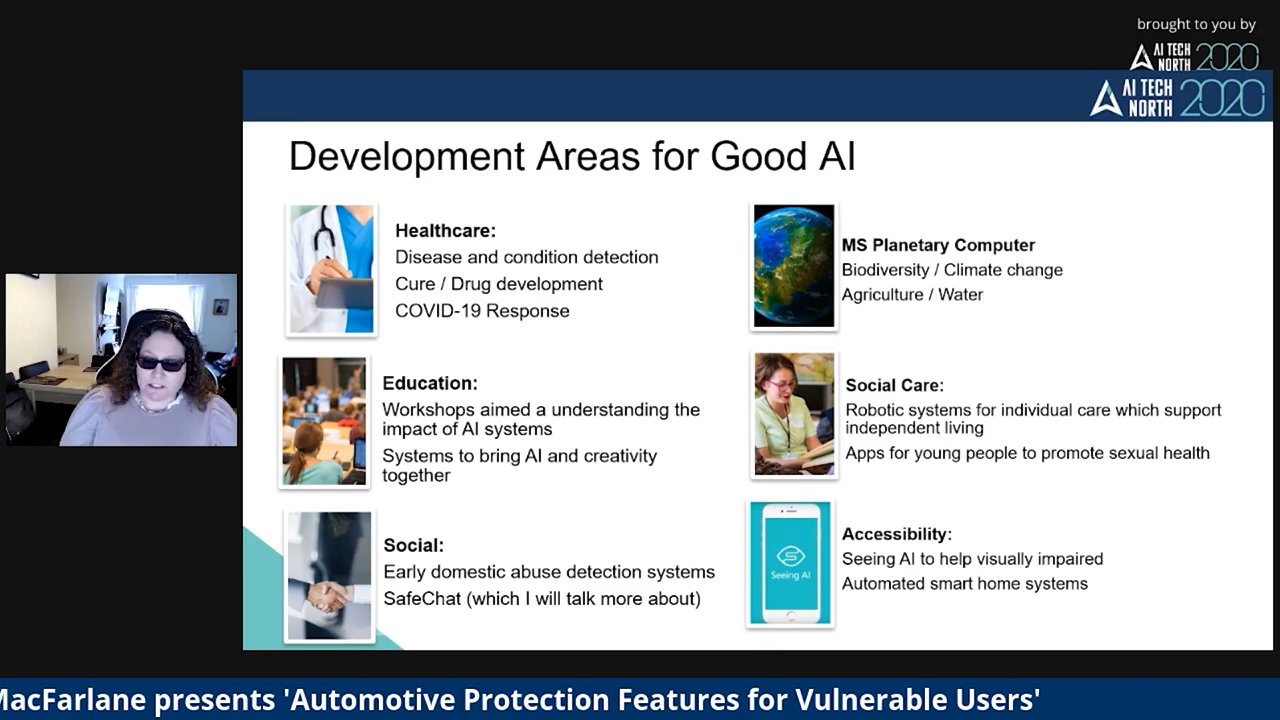 brought to you by
AI TECH
NORTH 2020
AI TECH
NORTH 2020
Development Areas for Good AI
Healthcare:
Disease and condition detection
Cure / Drug development
COVID-19 Response
Education:
Workshops aimed a understanding the
impact of AI systems
Systems to bring AI and creativity
together
Social:
Early domestic abuse detection systems
SafeChat (which I will talk more about)
MS Planetary Computer
Biodiversity / Climate change
Agriculture / Water
Social Care:
Robotic systems for individual care which support
independent living
Apps for young people to promote sexual health
Seeing AI
Accessibility:
Seeing AI to help visually impaired
Automated smart home systems
MacFarlane presents 'Automotive Protection Features for Vulnerable Users'